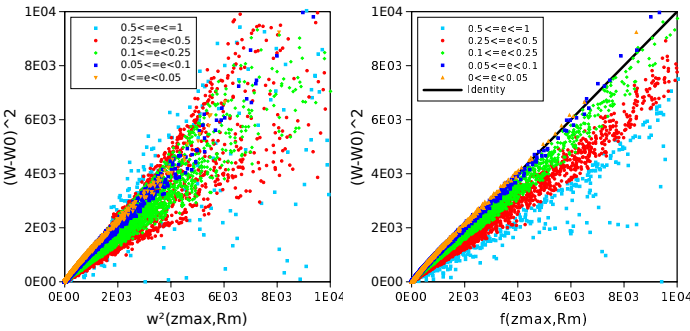 1E04
8E03
6E03
4E03
2E03
0E00
(W-W0)^2
0.5<=e<=1
0.25<=e<0.5
0.1<=e<0.25
0.05<=e<0.1
0<=e<0.05
0E00 2E03 4E03 6E03 8E03 1E04
w²(zmax,Rm)
1E04
8E03
6E03
4E03
2E03
0E00
(W-W0)^2
0.5<=e<=1
0.25<=e<0.5
0.1<=e<0.25
0.05<=e<0.1
0<=e<0.05
Identity
0E00 2E03 4E03 6E03 8E03 1E04
f(zmax,Rm)